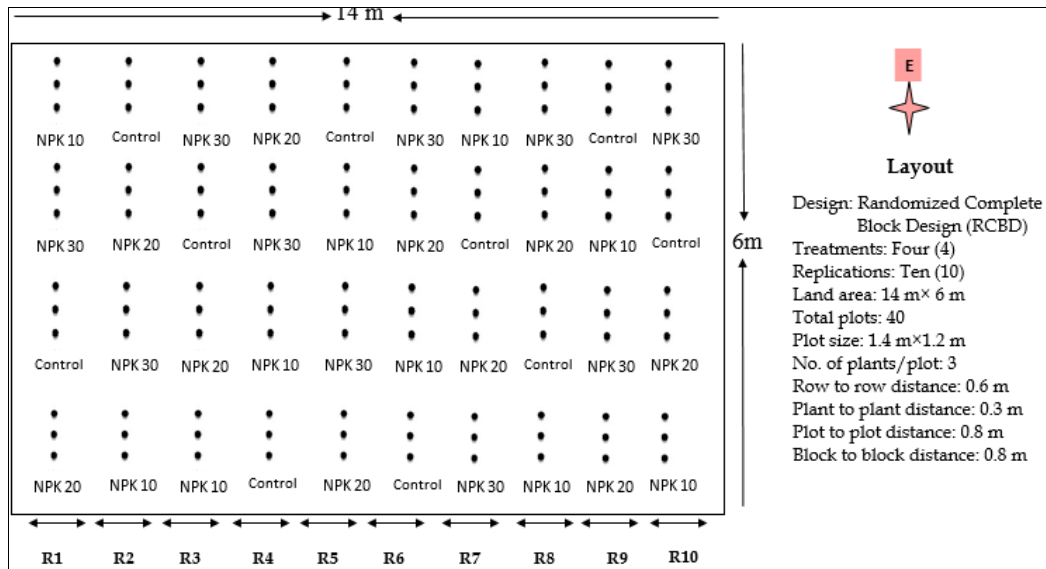 14 m
NPK 10 Control NPK 30 NPK 20 Control NPK 30 NPK 10 NPK 30 Control NPK 30
NPK 30 NPK 20 Control NPK 30 NPK 10 NPK 20 Control NPK 20 NPK 10 Control
Control NPK 30 NPK 20 NPK 10 NPK 30 NPK 10 NPK 20 Control NPK 30 NPK 20
NPK 20 NPK 10 NPK 10 Control NPK 20 Control NPK 30 NPK 10 NPK 20 NPK 10
R1 R2 R3 R4 R5 R6 R7 R8 R9 R10
6m
E
Layout
Design: Randomized Complete
Block Design (RCBD)
Treatments: Four (4)
Replications: Ten (10)
Land area: 14 m× 6 m
Total plots: 40
Plot size: 1.4 m×1.2 m
No. of plants/plot: 3
Row to row distance: 0.6 m
Plant to plant distance: 0.3 m
Plot to plot distance: 0.8 m
Block to block distance: 0.8 m